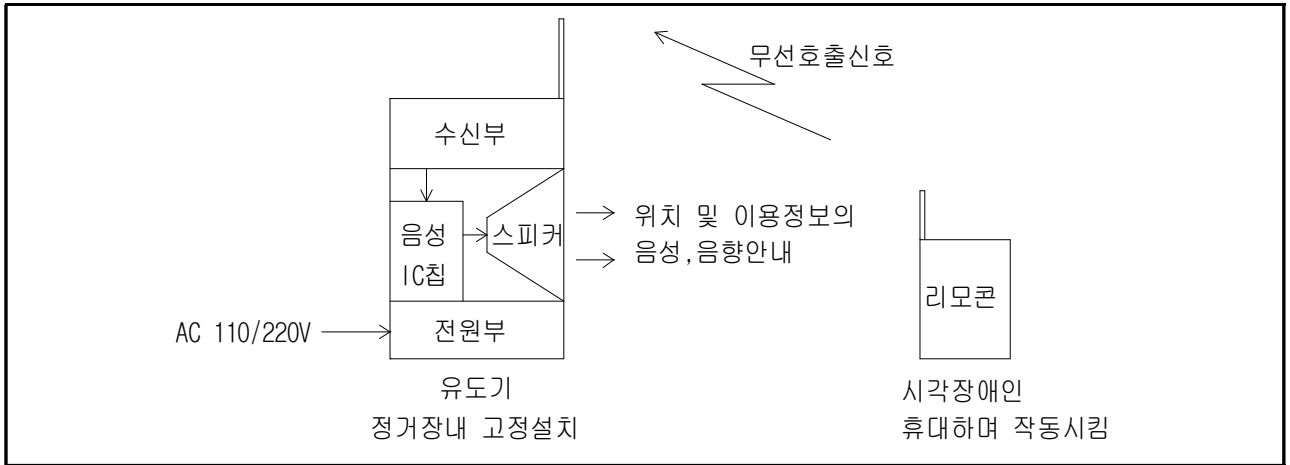 무선호출신호
수신부
음성
IC칩
스피커
위치 및 이용정보의
음성,음향안내
리모콘
AC 110/220V
전원부
유도기
정거장내 고정설치
시각장애인
휴대하며 작동시킴